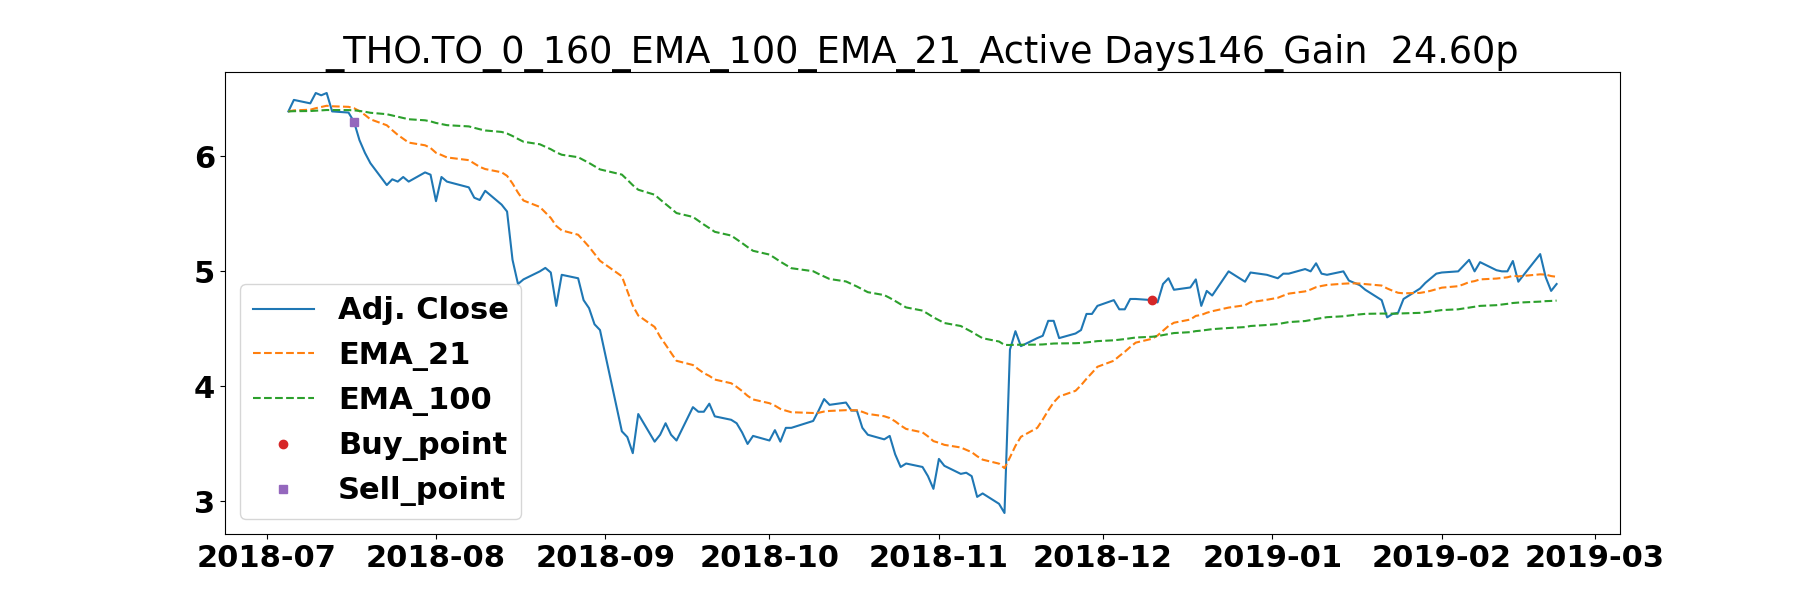 _THO.TO_0_160_EMA_100_EMA_21_Active Days146_Gain  24.60p
6
5
4
3
Adj. Close
EMA_21
EMA_100
Buy_point
Sell_point
2018-07 2018-08 2018-09 2018-10 2018-11 2018-12 2019-01 2019-02 2019-03